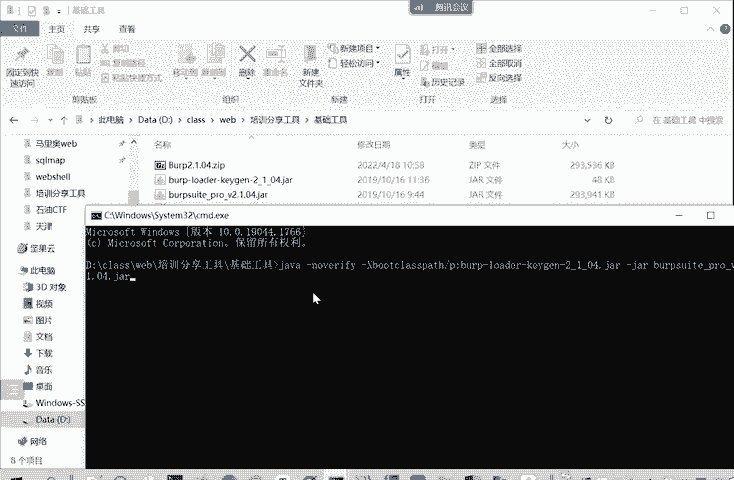 腾讯会议
基础工具
文件 主页 共享 查看
固定到快速访问 复制 粘贴 剪切 复制路径 粘贴快捷方式 移动到 复制到 删除 重命名 新建文件夹 新建项目 轻松访问 属性 打开 编辑 历史记录 全部选择 全部取消 反向选择
剪贴板 组织 新建 打开 选择
此电脑 > Data (D:) > class > web > 培训分享工具 > 基础工具 在 基础工具 中搜索
名称 修改日期 类型 大小
马里奥web
sqlmap
webshell
培训分享工具
石油CTF
天津
坚果云
此电脑
3D 对象
视频
图片
文档
下载
音乐
桌面
Windows-SS
Data (D:)
网络
8 个项目
Burp2.1.04.zip 2022/4/18 10:58 ZIP 文件 293,536 KB
burp-loader-keygen-2_1_04.jar 2019/10/16 11:36 JAR 文件 48 KB
burpsuite_pro_v2.1.04.jar 2019/10/16 9:44 JAR 文件 293,941 KB
C:\Windows\System32\cmd.exe
Microsoft Windows [版本 10.0.19044.1766]
(c) Microsoft Corporation。保留所有权利。
D:\class\web\培训分享工具\基础工具>java -noverify -Xbootclasspath/p:burp-loader-keygen-2_1_04.jar -jar burpsuite_pro_v
1.04.jar